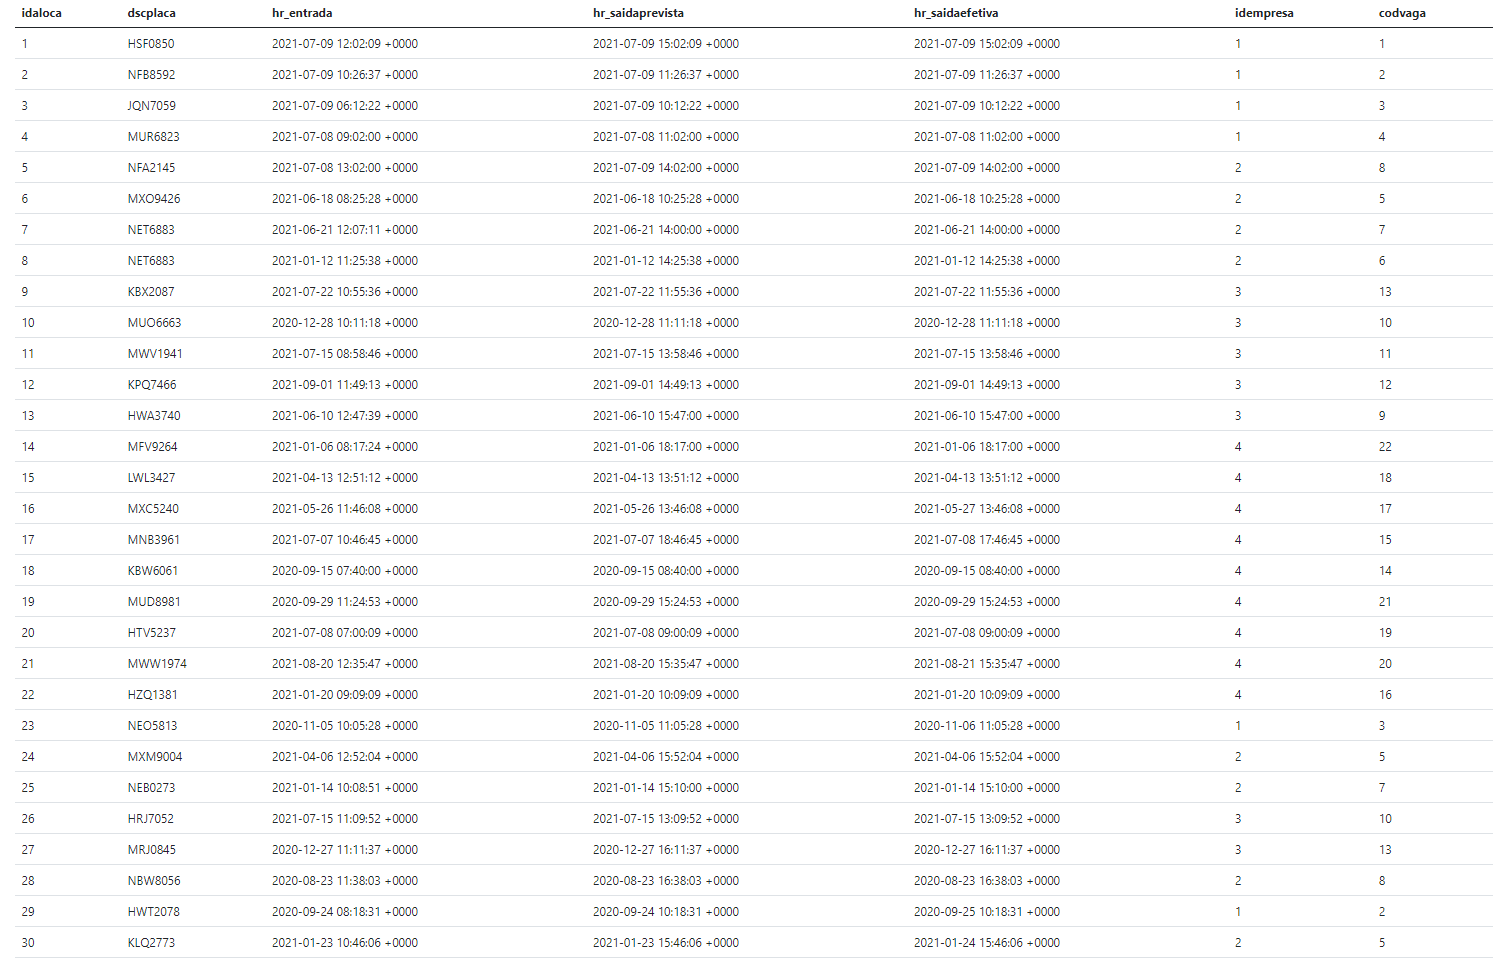 idaloca dscplaca hr_entrada hr_saidaprevista hr_saidaefetiva idempresa codvaga
1 HSF0850 2021-07-09 12:02:09 +0000 2021-07-09 15:02:09 +0000 2021-07-09 15:02:09 +0000 1 1
2 NFB8592 2021-07-09 10:26:37 +0000 2021-07-09 11:26:37 +0000 2021-07-09 11:26:37 +0000 1 2
3 JQN7059 2021-07-09 06:12:22 +0000 2021-07-09 10:12:22 +0000 2021-07-09 10:12:22 +0000 1 3
4 MUR6823 2021-07-08 09:02:00 +0000 2021-07-08 11:02:00 +0000 2021-07-08 11:02:00 +0000 1 4
5 NFA2145 2021-07-08 13:02:00 +0000 2021-07-09 14:02:00 +0000 2021-07-09 14:02:00 +0000 2 8
6 MXO9426 2021-06-18 08:25:28 +0000 2021-06-18 10:25:28 +0000 2021-06-18 10:25:28 +0000 2 5
7 NET6883 2021-06-21 12:07:11 +0000 2021-06-21 14:00:00 +0000 2021-06-21 14:00:00 +0000 2 7
8 NET6883 2021-01-12 11:25:38 +0000 2021-01-12 14:25:38 +0000 2021-01-12 14:25:38 +0000 2 6
9 KBX2087 2021-07-22 10:55:36 +0000 2021-07-22 11:55:36 +0000 2021-07-22 11:55:36 +0000 3 13
10 MUO6663 2020-12-28 10:11:18 +0000 2020-12-28 11:11:18 +0000 2020-12-28 11:11:18 +0000 3 10
11 MWV1941 2021-07-15 08:58:46 +0000 2021-07-15 13:58:46 +0000 2021-07-15 13:58:46 +0000 3 11
12 KPQ7466 2021-09-01 11:49:13 +0000 2021-09-01 14:49:13 +0000 2021-09-01 14:49:13 +0000 3 12
13 HWA3740 2021-06-10 12:47:39 +0000 2021-06-10 15:47:00 +0000 2021-06-10 15:47:00 +0000 3 9
14 MFV9264 2021-01-06 08:17:24 +0000 2021-01-06 18:17:00 +0000 2021-01-06 18:17:00 +0000 4 22
15 LWL3427 2021-04-13 12:51:12 +0000 2021-04-13 13:51:12 +0000 2021-04-13 13:51:12 +0000 4 18
16 MXC5240 2021-05-26 11:46:08 +0000 2021-05-26 13:46:08 +0000 2021-05-27 13:46:08 +0000 4 17
17 MNB3961 2021-07-07 10:46:45 +0000 2021-07-07 18:46:45 +0000 2021-07-08 17:46:45 +0000 4 15
18 KBW6061 2020-09-15 07:40:00 +0000 2020-09-15 08:40:00 +0000 2020-09-15 08:40:00 +0000 4 14
19 MUD8981 2020-09-29 11:24:53 +0000 2020-09-29 15:24:53 +0000 2020-09-29 15:24:53 +0000 4 21
20 HTV5237 2021-07-08 07:00:09 +0000 2021-07-08 09:00:09 +0000 2021-07-08 09:00:09 +0000 4 19
21 MWW1974 2021-08-20 12:35:47 +0000 2021-08-20 15:35:47 +0000 2021-08-21 15:35:47 +0000 4 20
22 HZQ1381 2021-01-20 09:09:09 +0000 2021-01-20 10:09:09 +0000 2021-01-20 10:09:09 +0000 4 16
23 NEO5813 2020-11-05 10:05:28 +0000 2020-11-05 11:05:28 +0000 2020-11-06 11:05:28 +0000 1 3
24 MXM9004 2021-04-06 12:52:04 +0000 2021-04-06 15:52:04 +0000 2021-04-06 15:52:04 +0000 2 5
25 NEB0273 2021-01-14 10:08:51 +0000 2021-01-14 15:10:00 +0000 2021-01-14 15:10:00 +0000 2 7
26 HRJ7052 2021-07-15 11:09:52 +0000 2021-07-15 13:09:52 +0000 2021-07-15 13:09:52 +0000 3 10
27 MRJ0845 2020-12-27 11:11:37 +0000 2020-12-27 16:11:37 +0000 2020-12-27 16:11:37 +0000 3 13
28 NBW8056 2020-08-23 11:38:03 +0000 2020-08-23 16:38:03 +0000 2020-08-23 16:38:03 +0000 2 8
29 HWT2078 2020-09-24 08:18:31 +0000 2020-09-24 10:18:31 +0000 2020-09-25 10:18:31 +0000 1 2
30 KLQ2773 2021-01-23 10:46:06 +0000 2021-01-23 15:46:06 +0000 2021-01-24 15:46:06 +0000 2 5